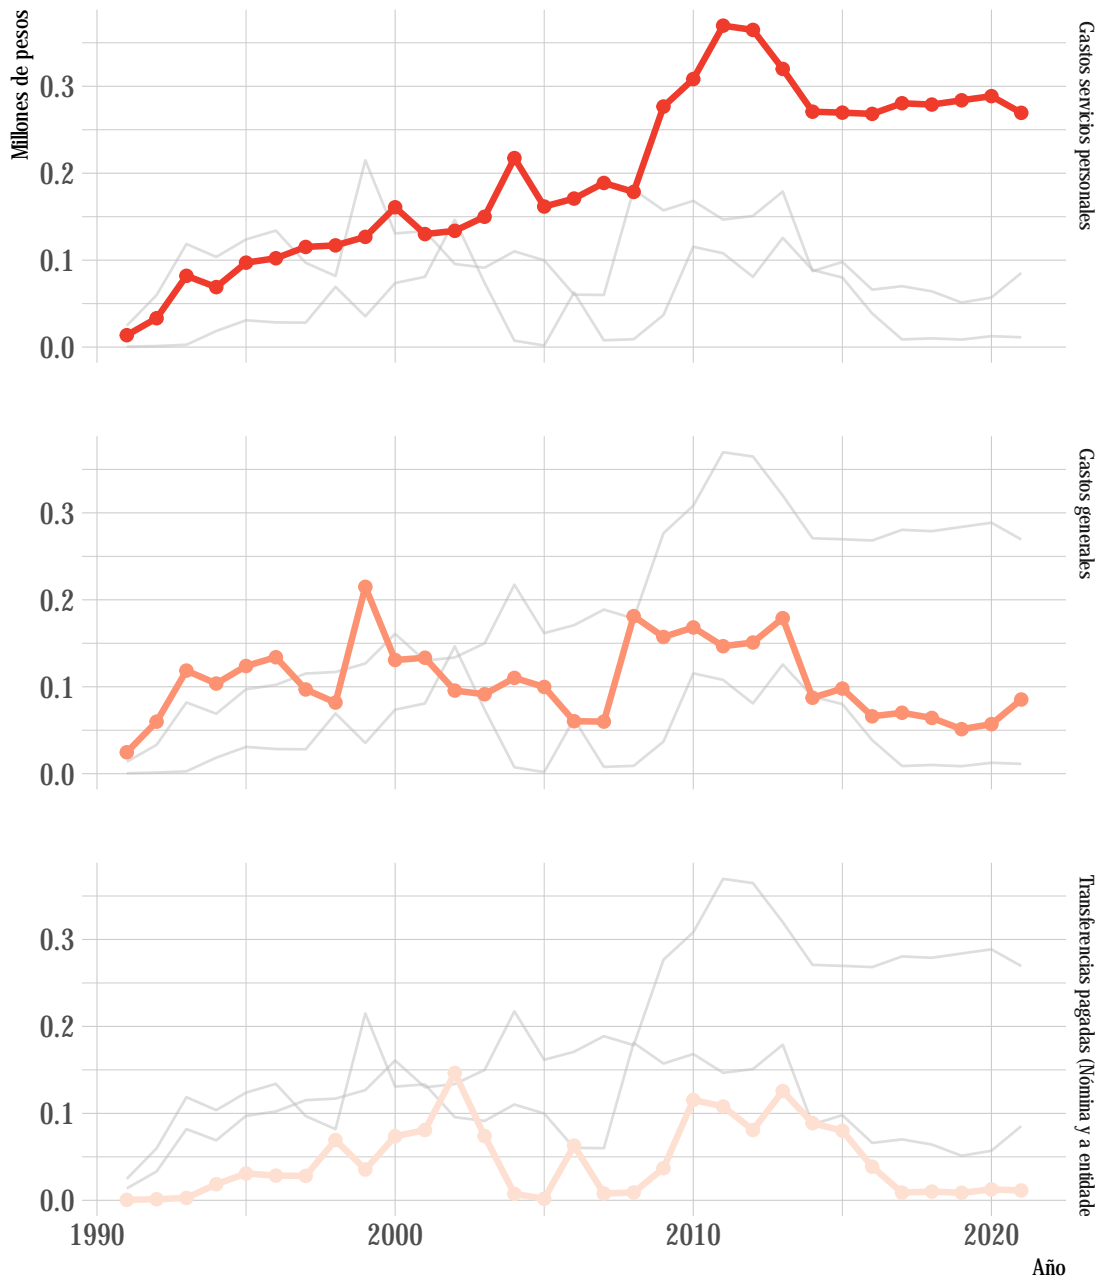 Millones de pesos
Gastos servicios personales
0.3
0.2
0.1
0.0
Gastos generales
0.3
0.2
0.1
0.0
Transferencias pagadas (Nómina y a entidade
0.3
0.2
0.1
0.0
1990 2000 2010 2020
Año